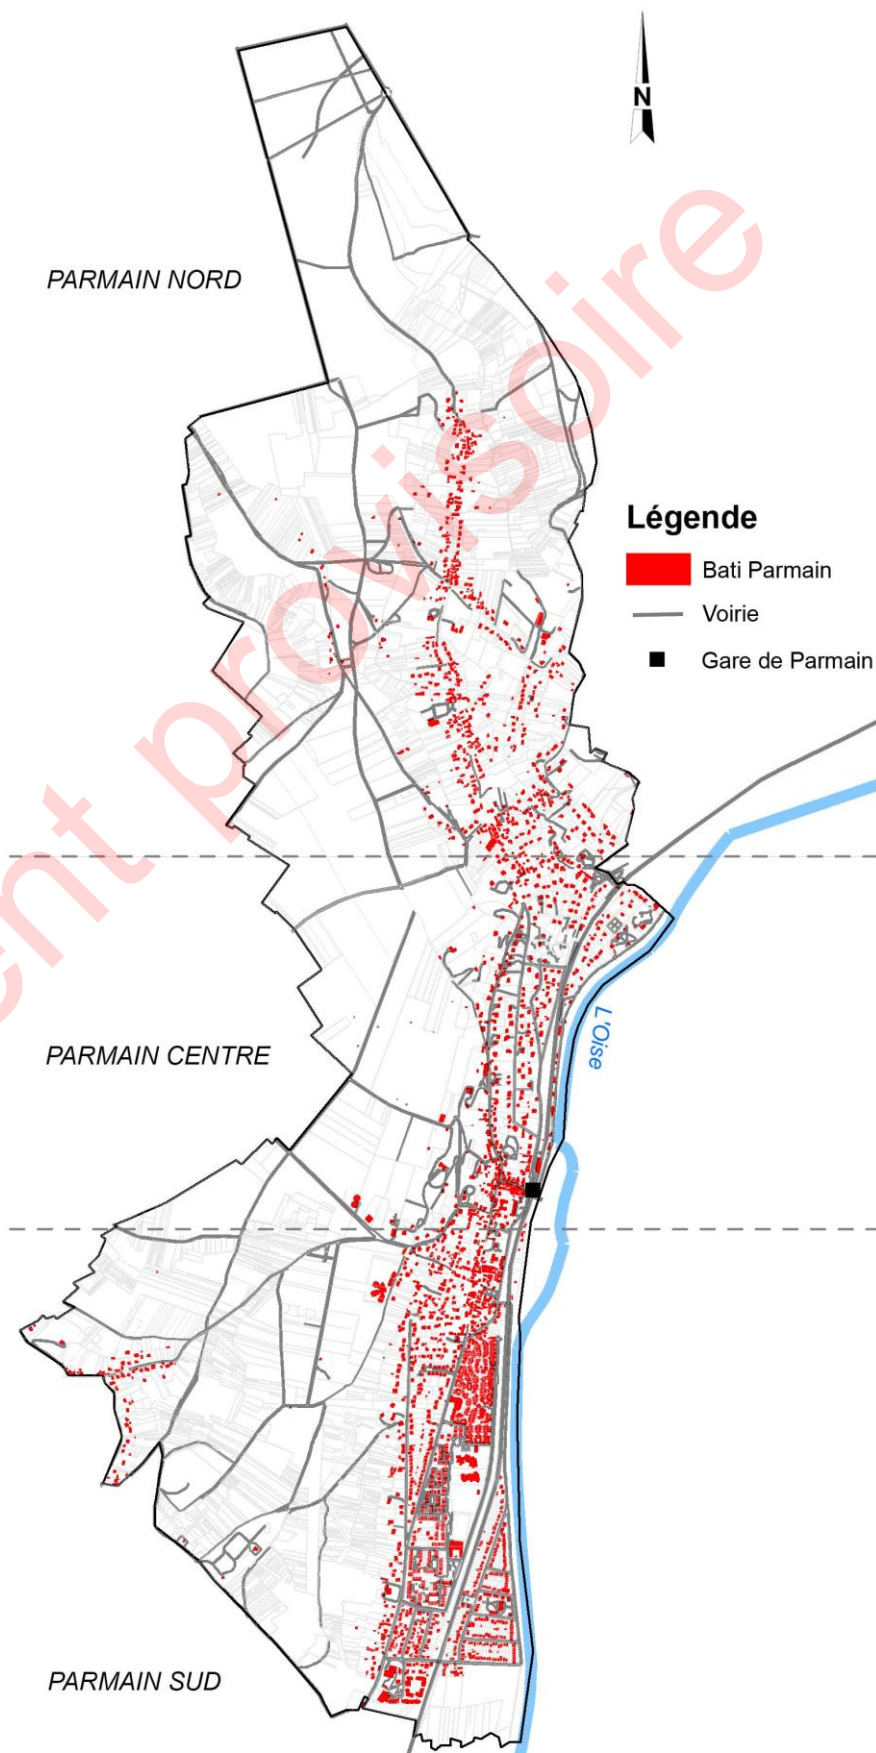 N
PARMAIN NORD
Légende
Bati Parmain
Voirie
Gare de Parmain
L'Oise
PARMAIN CENTRE
PARMAIN SUD
ent provisoire